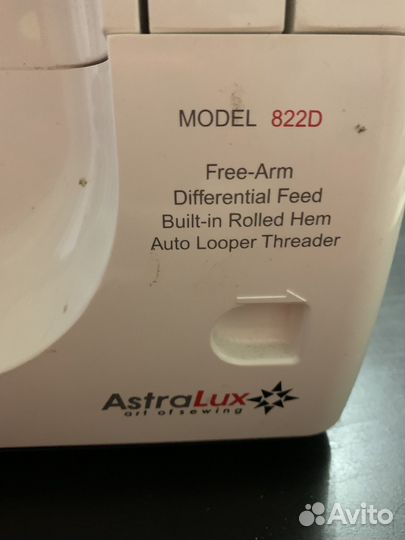 MODEL 822D
Free-Arm
Differential Feed
Built-in Rolled Hem
Auto Looper Threader
AstraLux
art of sewing
Avito